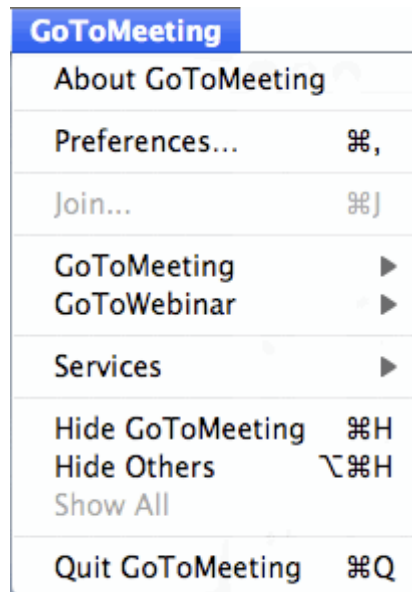 GoToMeeting
About GoToMeeting
Preferences... ⌘,
Join... ⌘J
GoToMeeting ▶
GoToWebinar ▶
Services ▶
Hide GoToMeeting ⌘H
Hide Others ⌥⌘H
Show All
Quit GoToMeeting ⌘Q